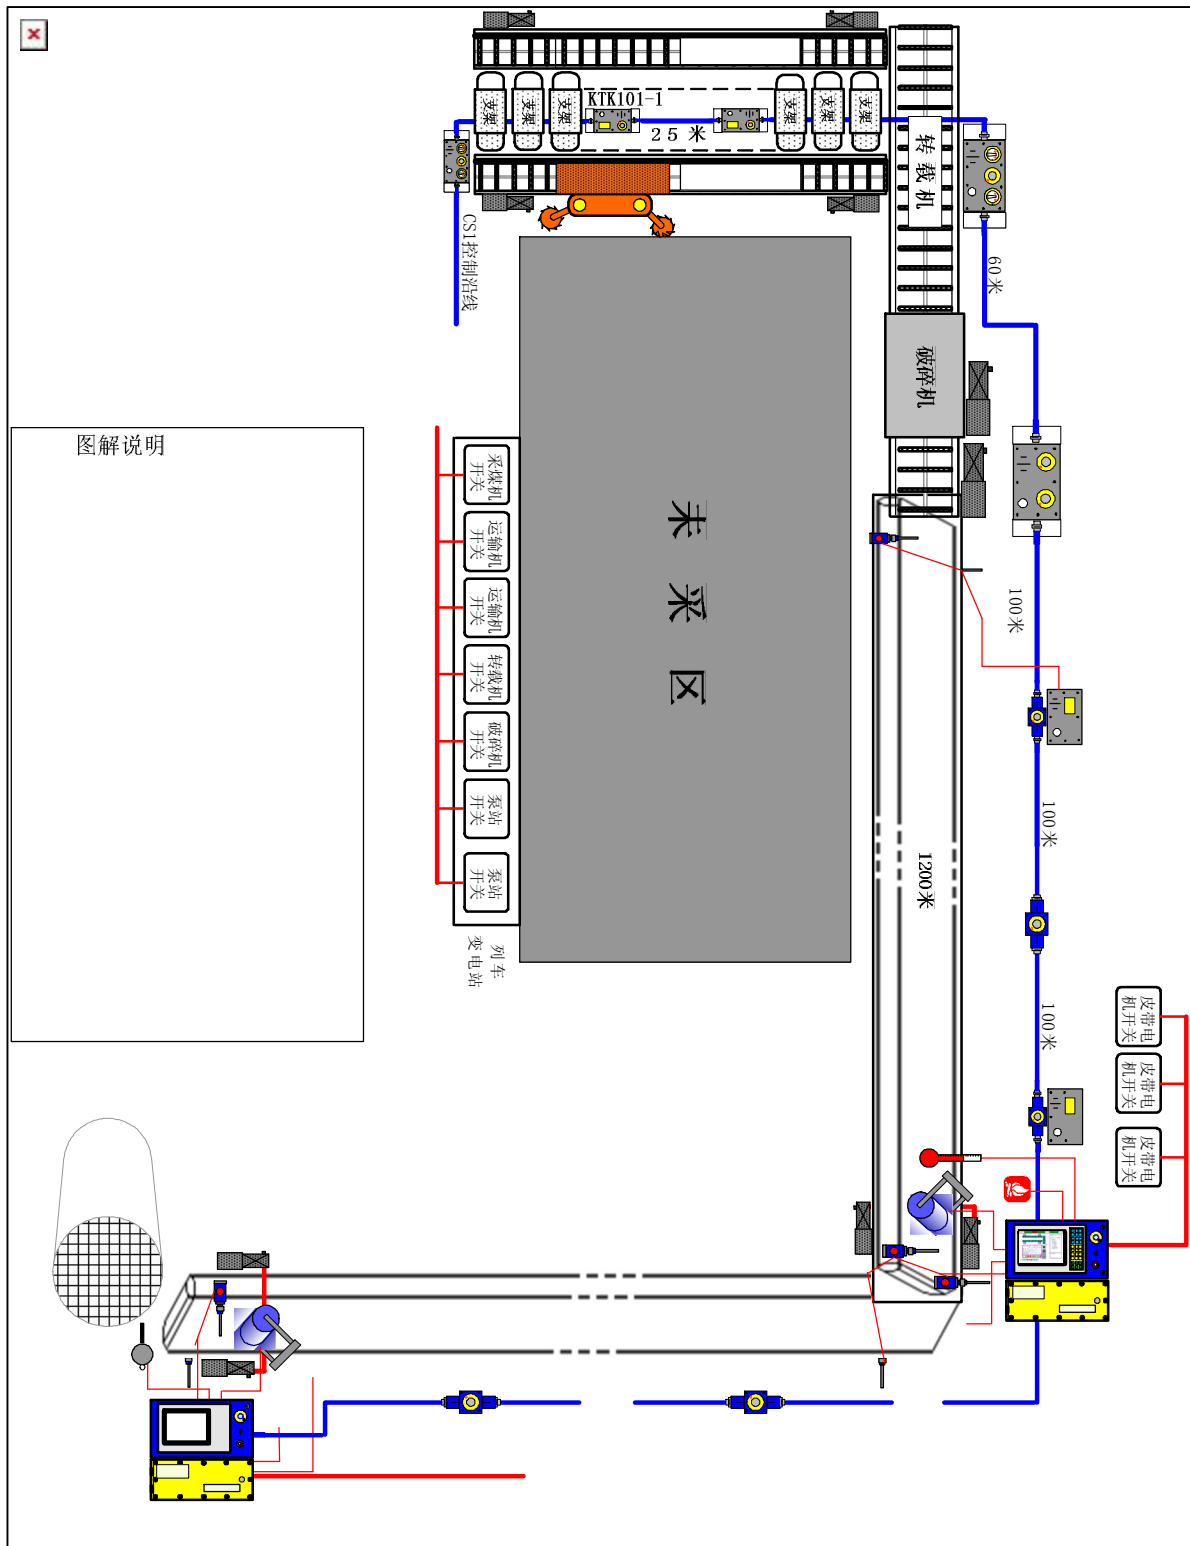 KTK101-1
支架
支架
支架
支架
支架
支架
25 米
转载机
CS1控制沿线
60米
破碎机
图解说明
采煤机
开关
运输机
开关
运输机
开关
转载机
开关
破碎机
开关
泵站
开关
泵站
开关
列车
变电站
未采区
100米
100米
1200米
100米
皮带电
机开关
皮带电
机开关
皮带电
机开关